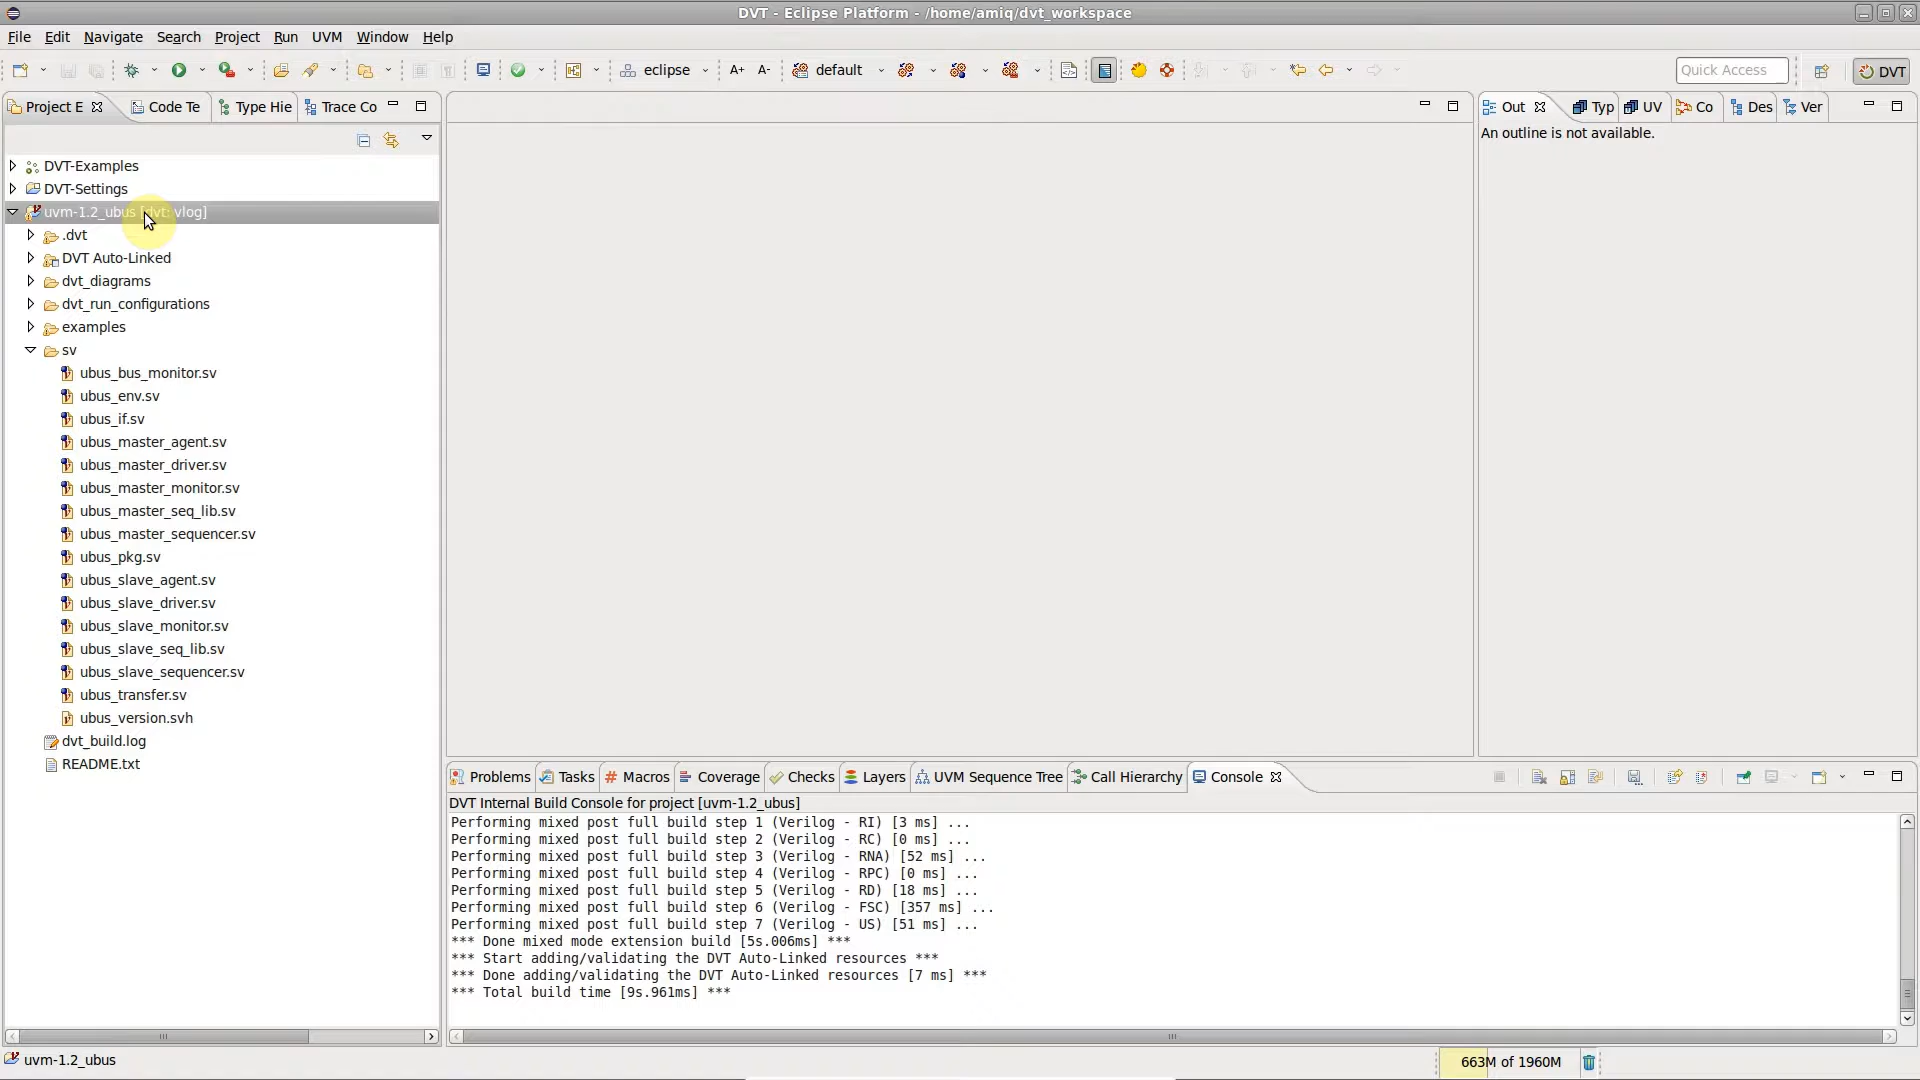 DVT - Eclipse Platform - /home/amiq/dvt_workspace
File Edit Navigate Search Project Run UVM Window Help
eclipse A+ A- default Quick Access DVT
Project E Code Te Type Hie Trace Co Out Typ UV Co Des Ver
An outline is not available.
DVT-Examples
DVT-Settings
uvm-1.2_ubus [dvt: vlog]
.dvt
DVT Auto-Linked
dvt_diagrams
dvt_run_configurations
examples
sv
ubus_bus_monitor.sv
ubus_env.sv
ubus_if.sv
ubus_master_agent.sv
ubus_master_driver.sv
ubus_master_monitor.sv
ubus_master_seq_lib.sv
ubus_master_sequencer.sv
ubus_pkg.sv
ubus_slave_agent.sv
ubus_slave_driver.sv
ubus_slave_monitor.sv
ubus_slave_seq_lib.sv
ubus_slave_sequencer.sv
ubus_transfer.sv
ubus_version.svh
dvt_build.log
README.txt
Problems Tasks Macros Coverage Checks Layers UVM Sequence Tree Call Hierarchy Console
DVT Internal Build Console for project [uvm-1.2_ubus]
Performing mixed post full build step 1 (Verilog - RI) [3 ms] ...
Performing mixed post full build step 2 (Verilog - RC) [0 ms] ...
Performing mixed post full build step 3 (Verilog - RNA) [52 ms] ...
Performing mixed post full build step 4 (Verilog - RPC) [0 ms] ...
Performing mixed post full build step 5 (Verilog - RD) [18 ms] ...
Performing mixed post full build step 6 (Verilog - FSC) [357 ms] ...
Performing mixed post full build step 7 (Verilog - US) [51 ms] ...
*** Done mixed mode extension build [5s.006ms] ***
*** Start adding/validating the DVT Auto-Linked resources ***
*** Done adding/validating the DVT Auto-Linked resources [7 ms] ***
*** Total build time [9s.961ms] ***
uvm-1.2_ubus
663M of 1960M